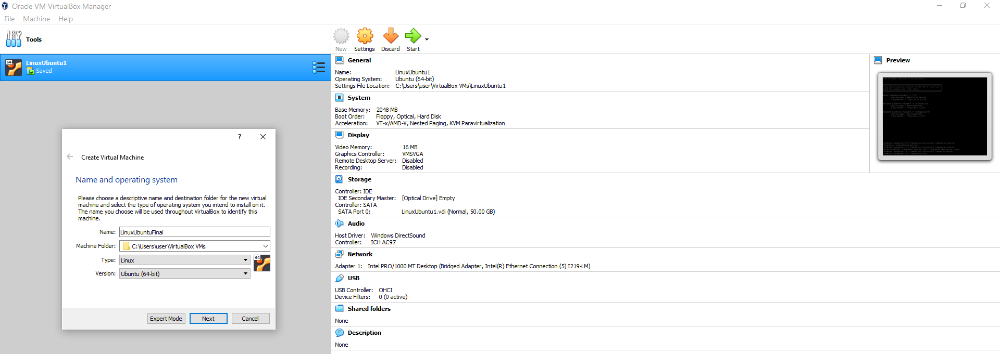 Oracle VM VirtualBox Manager
File Machine Help
Tools
64
LinuxUbuntu1
Saved
New Settings Discard Start
General
Name: LinuxUbuntu1
Operating System: Ubuntu (64-bit)
Settings File Location: C:\Users\user\VirtualBox VMs\LinuxUbuntu1
System
Base Memory: 2048 MB
Boot Order: Floppy, Optical, Hard Disk
Acceleration: VT-x/AMD-V, Nested Paging, KVM Paravirtualization
Display
Video Memory: 16 MB
Graphics Controller: VMSVGA
Remote Desktop Server: Disabled
Recording: Disabled
Storage
Controller: IDE
IDE Secondary Master: [Optical Drive] Empty
Controller: SATA
SATA Port 0: LinuxUbuntu1.vdi (Normal, 50.00 GB)
Audio
Host Driver: Windows DirectSound
Controller: ICH AC97
Network
Adapter 1: Intel PRO/1000 MT Desktop (Bridged Adapter, Intel(R) Ethernet Connection (5) I219-LM)
USB
USB Controller: OHCI
Device Filters: 0 (0 active)
Shared folders
None
Description
None
Preview
?
Create Virtual Machine
Name and operating system
Please choose a descriptive name and destination folder for the new virtual
machine and select the type of operating system you intend to install on it.
The name you choose will be used throughout VirtualBox to identify this
machine.
Name: LinuxUbuntuFinal
Machine Folder: C:\Users\user\VirtualBox VMs
Type: Linux
64
Version: Ubuntu (64-bit)
Expert Mode Next Cancel